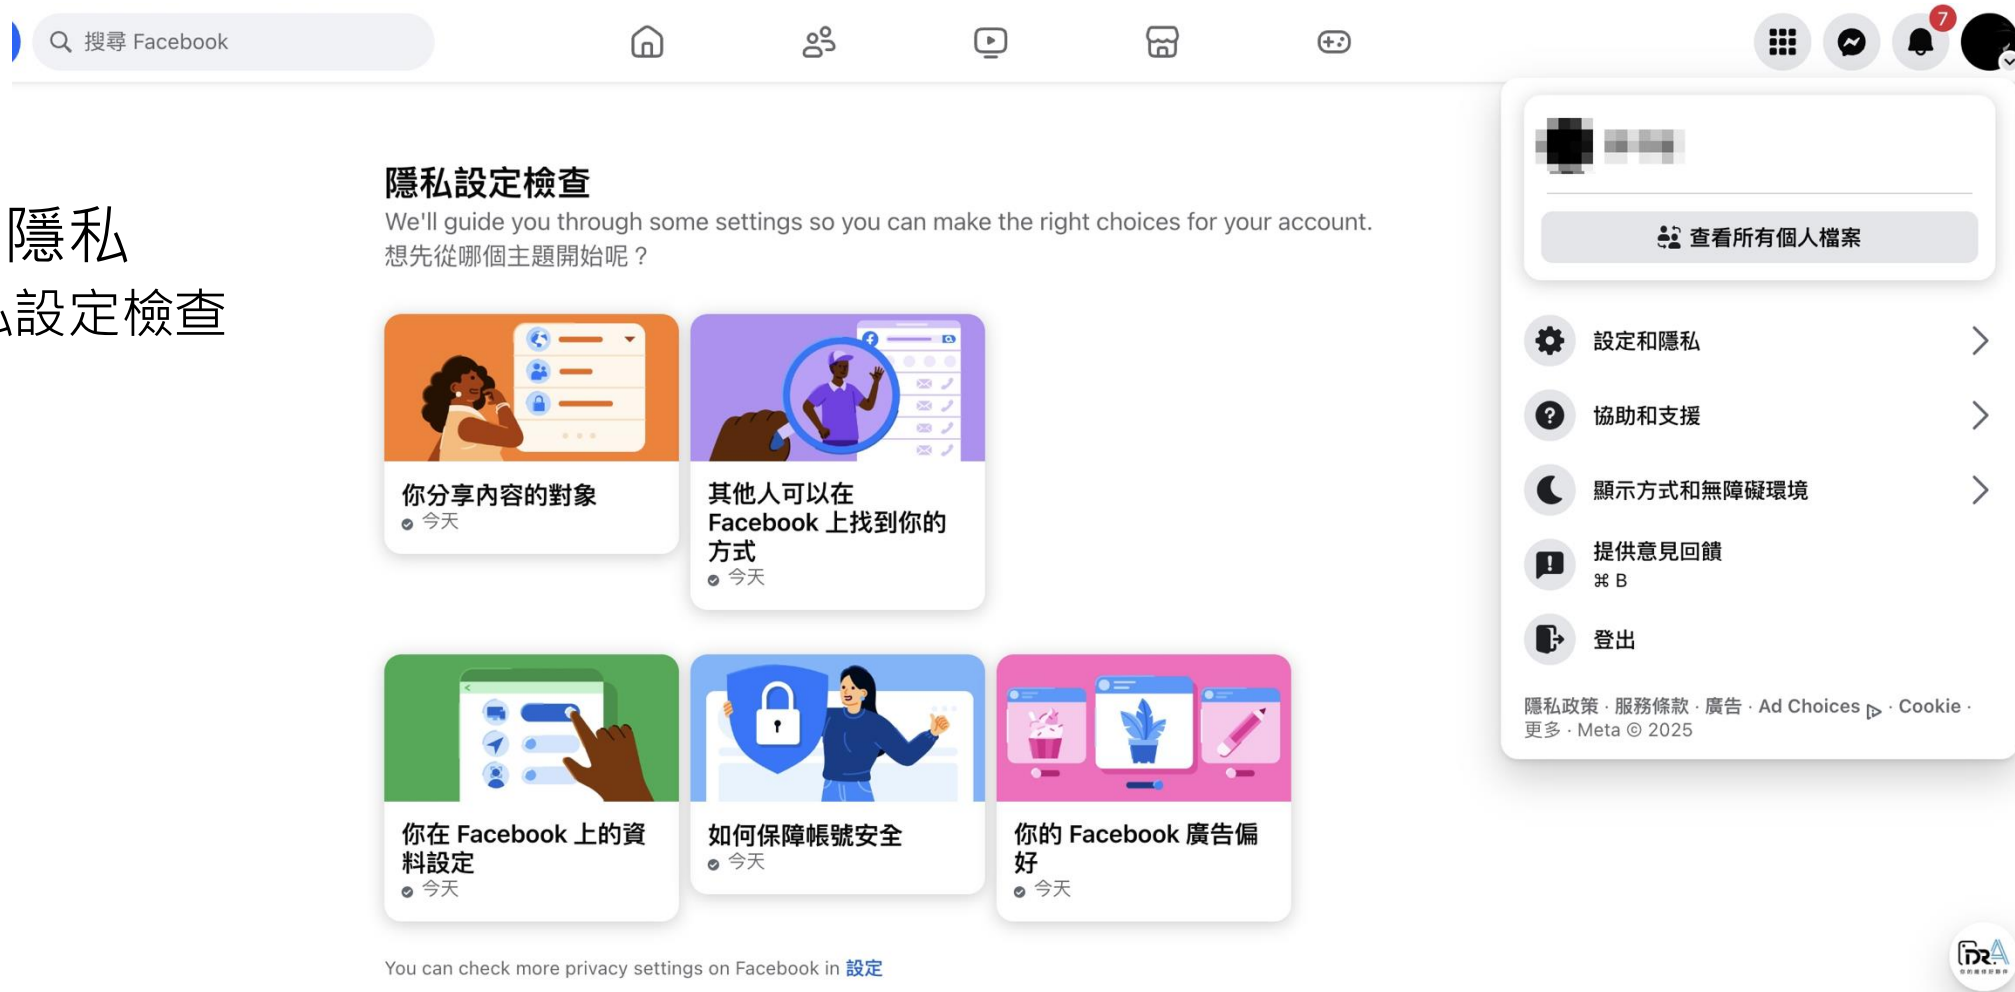 搜尋 Facebook
7
隱私
設定檢查
隱私設定檢查
We'll guide you through some settings so you can make the right choices for your account.
想先從哪個主題開始呢？
你分享內容的對象
今天
其他人可以在
Facebook 上找到你的
方式
今天
你在 Facebook 上的資
料設定
今天
如何保障帳號安全
今天
你的 Facebook 廣告偏
好
今天
You can check more privacy settings on Facebook in 設定
查看所有個人檔案
設定和隱私
協助和支援
顯示方式和無障礙環境
提供意見回饋
⌘ B
登出
隱私政策 · 服務條款 · 廣告 · Ad Choices · Cookie ·
更多 · Meta © 2025